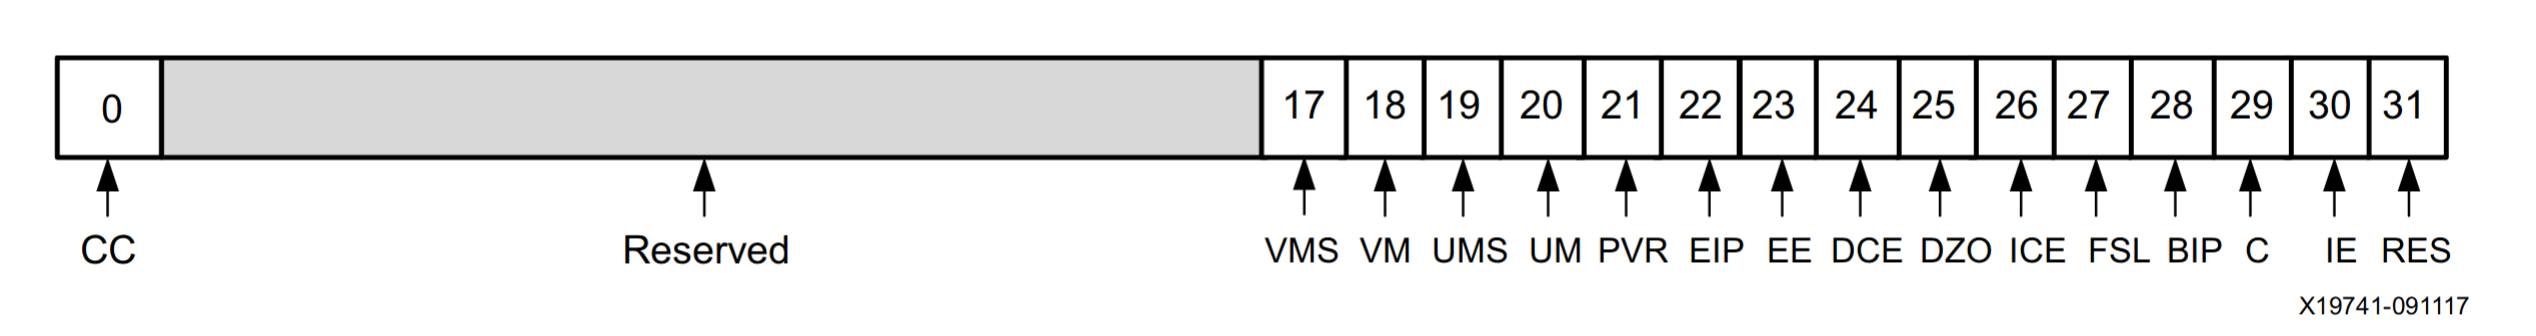 0 17 18 19 20 21 22 23 24 25 26 27 28 29 30 31
CC Reserved VMS VM UMS UM PVR EIP EE DCE DZO ICE FSL BIP C IE RES
X19741-091117